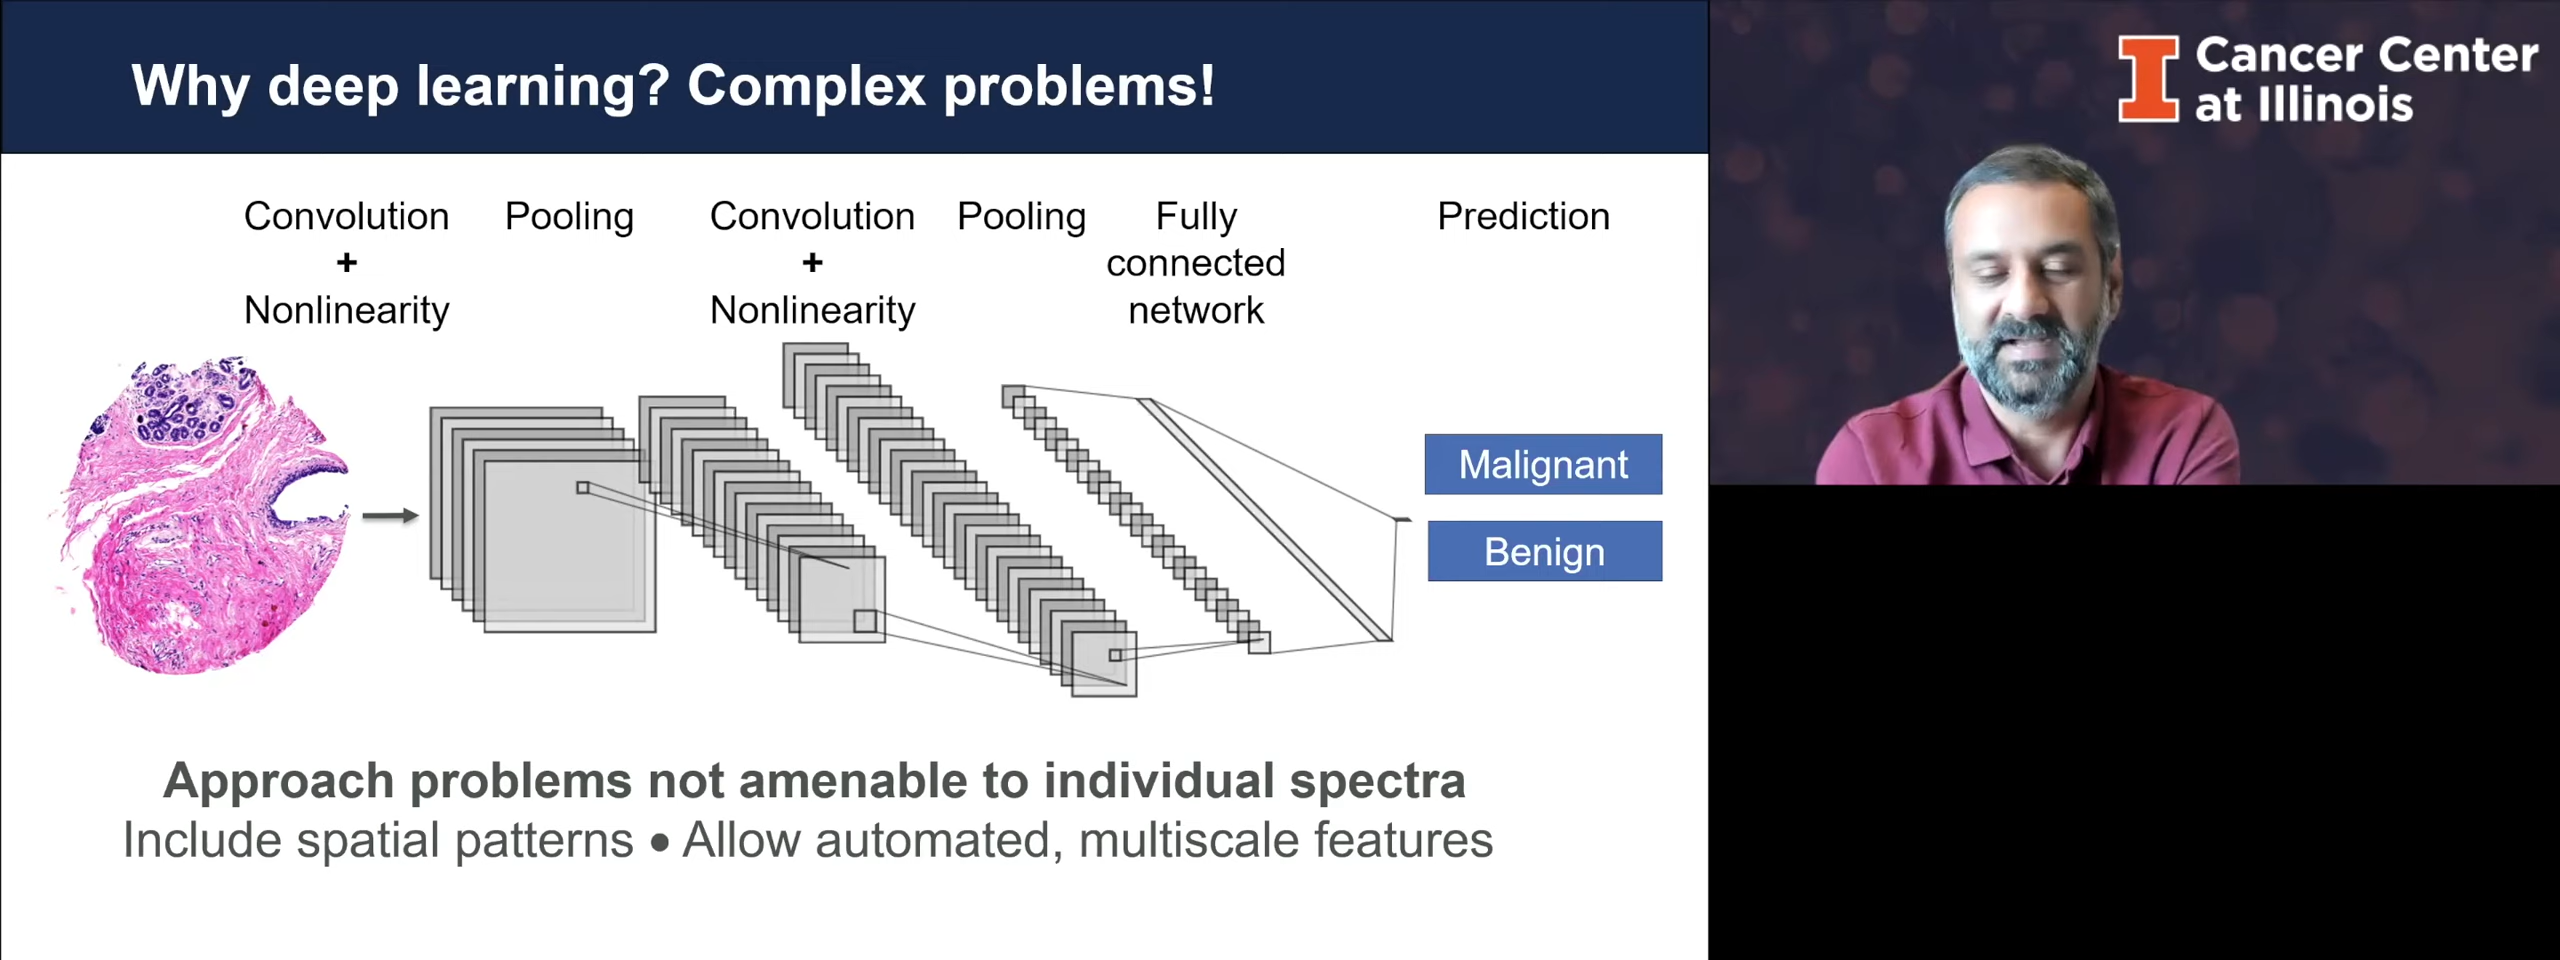 Why deep learning? Complex problems!
Cancer Center
at Illinois
Convolution
+
Nonlinearity
Pooling
Convolution
+
Nonlinearity
Pooling
Fully
connected
network
Prediction
Malignant
Benign
Approach problems not amenable to individual spectra
Include spatial patterns • Allow automated, multiscale features